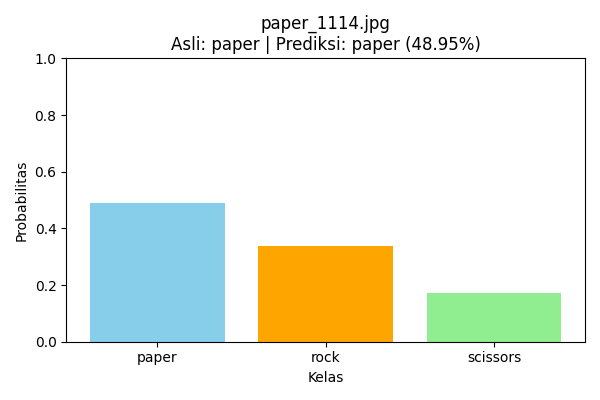 paper_1114.jpg
Asli: paper | Prediksi: paper (48.95%)
1.0
0.8
0.6
0.4
0.2
0.0
Probabilitas
paper rock scissors
Kelas